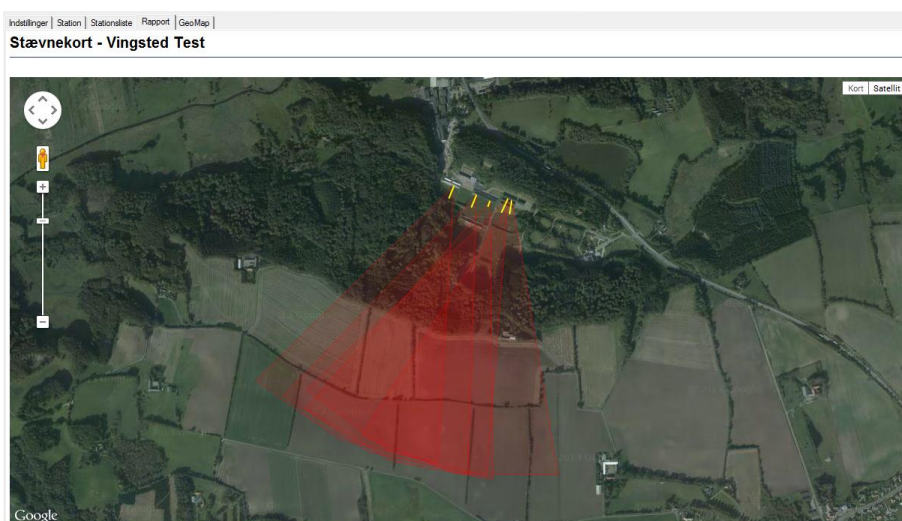 Indstillinger Station Stationsliste Rapport GeoMap
Stævnekort - Vingsted Test
Kort Satellit
Google